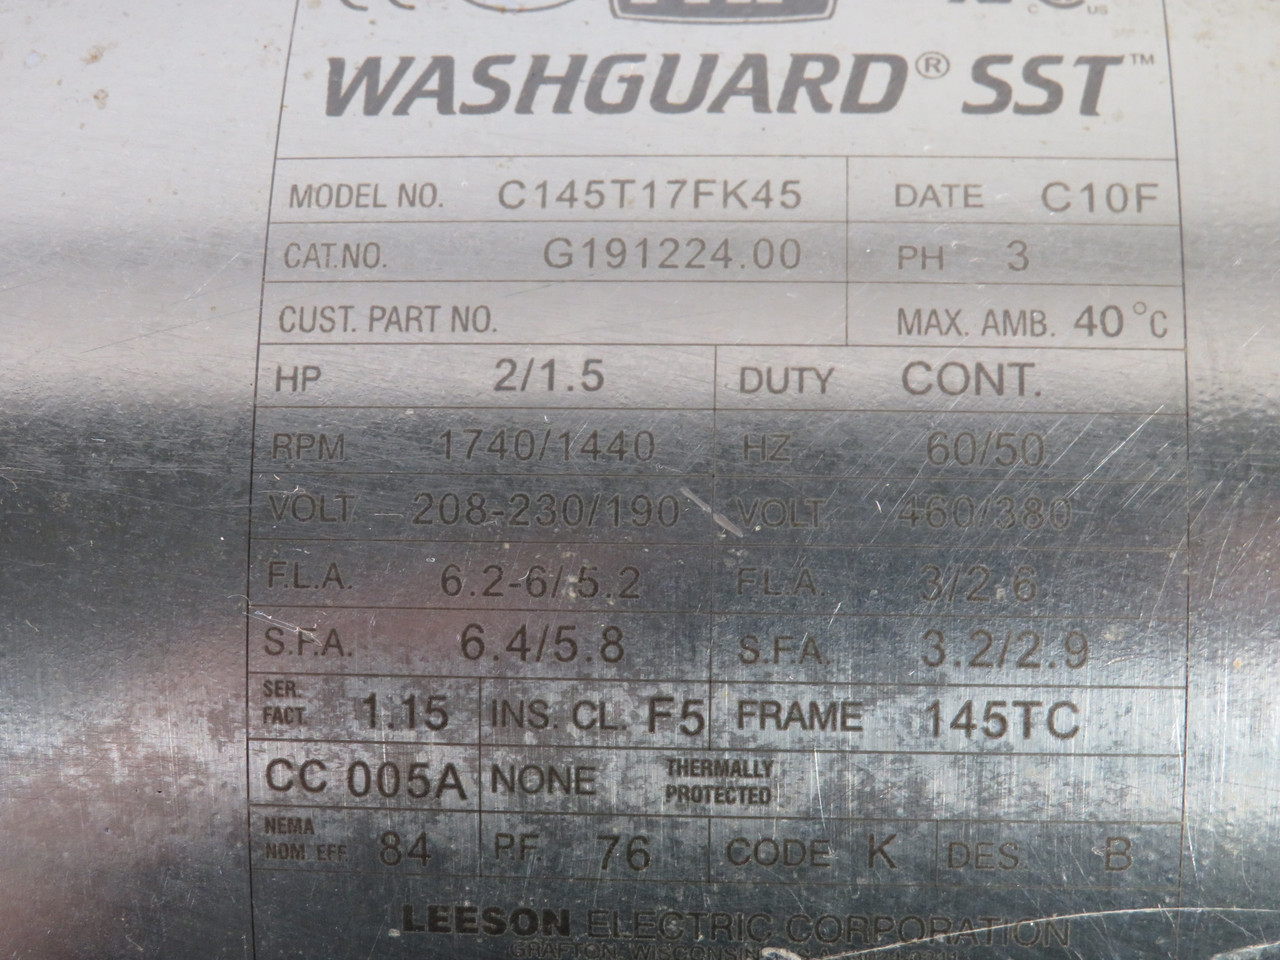 WASHGUARD® SST™
MODEL NO. C145T17FK45 DATE C10F
CAT.NO. G191224.00 PH 3
CUST. PART NO. MAX. AMB. 40°C
HP 2/1.5 DUTY CONT.
RPM 1740/1440 HZ 60/50
VOLT. 208-230/190 VOLT. 460/380
F.L.A. 6.2-6/5.2 F.L.A. 3/2.6
S.F.A. 6.4/5.8 S.F.A. 3.2/2.9
SER. FACT. 1.15 INS. CL. F5 FRAME 145TC
CC 005A NONE THERMALLY PROTECTED
NEMA NOM EFF 84 P.F 76 CODE K DES. B
LEESON ELECTRIC CORPORATION
GRAFTON, WISCONSIN